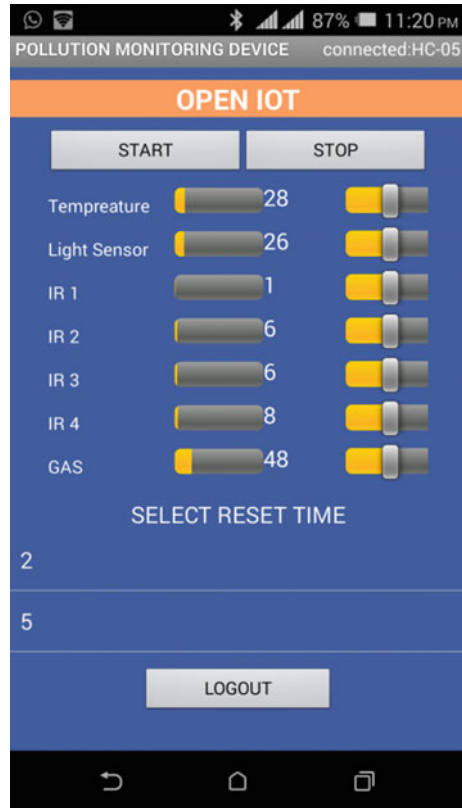 87% 11:20 PM
POLLUTION MONITORING DEVICE connected:HC-05
OPEN IOT
START STOP
Tempreature 28
Light Sensor 26
IR 1 1
IR 2 6
IR 3 6
IR 4 8
GAS 48
SELECT RESET TIME
2
5
LOGOUT